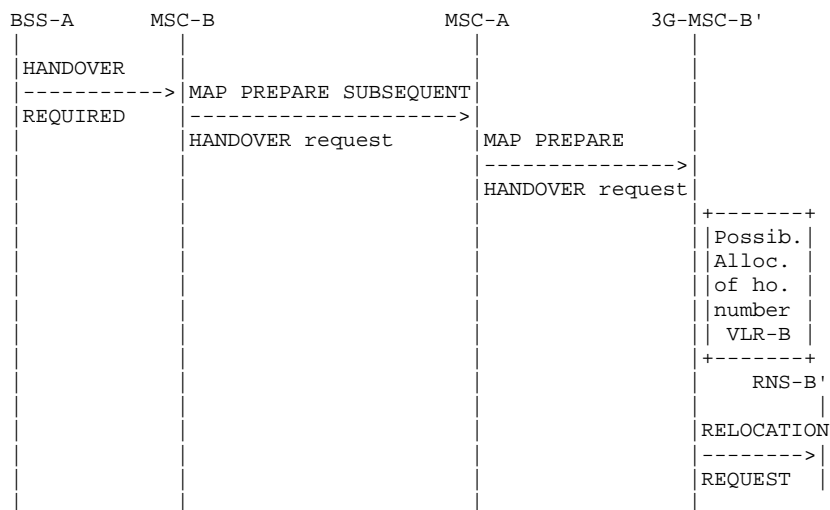 BSS-A MSC-B MSC-A 3G-MSC-B'
HANDOVER
MAP PREPARE SUBSEQUENT
REQUIRED
HANDOVER request MAP PREPARE
HANDOVER request
Possib.
Alloc.
of ho.
number
VLR-B
RNS-B'
RELOCATION
REQUEST